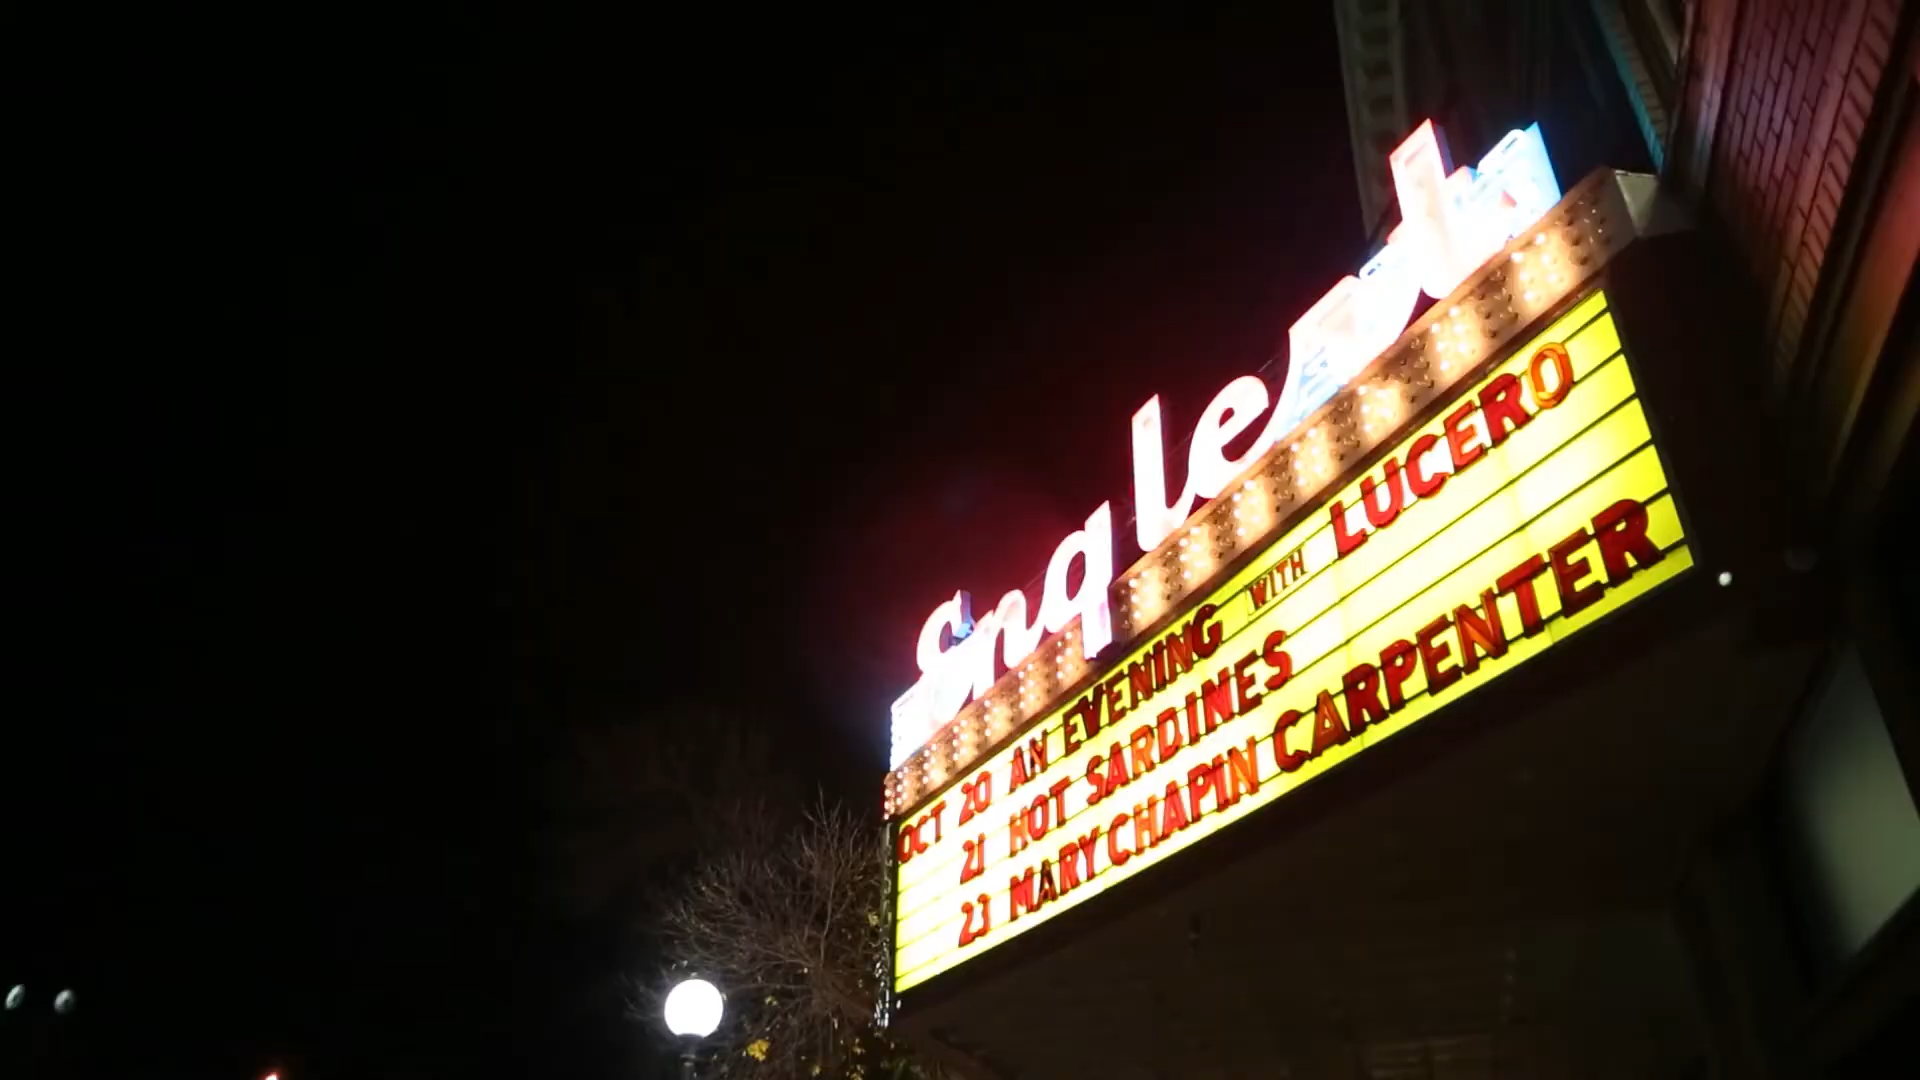 Englert
OCT 20 AN EVENING WITH LUCERO
21 HOT SARDINES
23 MARY CHAPIN CARPENTER